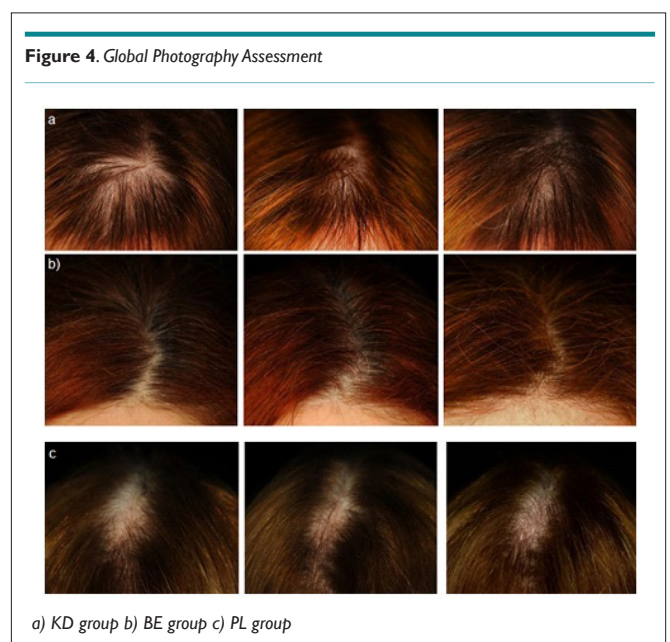 Figure 4. Global Photography Assessment
a
b)
c
a) KD group b) BE group c) PL group